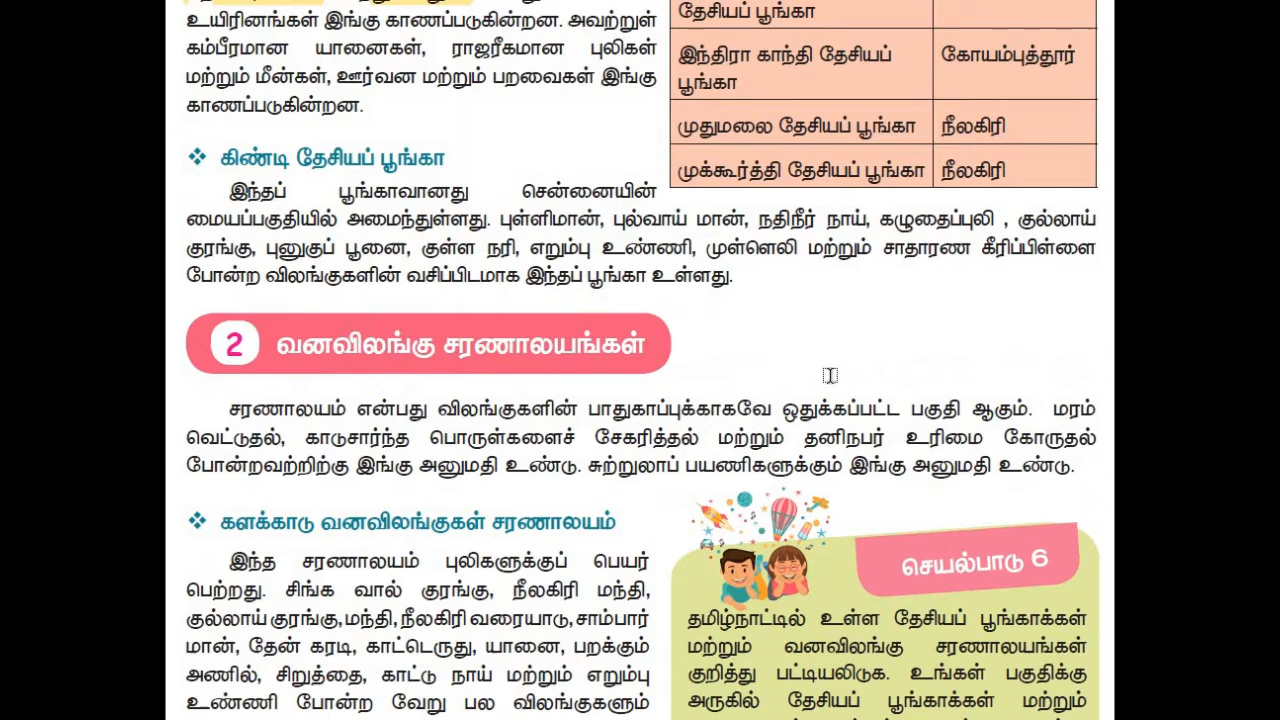 உயிரினங்கள் இங்கு காணப்படுகின்றன. அவற்றுள்
கம்பீரமான யானைகள், ராஜரீகமான புலிகள்
மற்றும் மீன்கள், ஊர்வன மற்றும் பறவைகள் இங்கு
காணப்படுகின்றன.
தேசியப் பூங்கா
இந்திரா காந்தி தேசியப் கோயம்புத்தூர்
பூங்கா
முதுமலை தேசியப் பூங்கா நீலகிரி
முக்கூர்த்தி தேசியப் பூங்கா நீலகிரி
❖ கிண்டி தேசியப் பூங்கா
இந்தப் பூங்காவானது சென்னையின்
மையப்பகுதியில் அமைந்துள்ளது. புள்ளிமான், புல்வாய் மான், நதிநீர் நாய், கழுதைப்புலி , குல்லாய்
குரங்கு, புனுகுப் பூனை, குள்ள நரி, எறும்பு உண்ணி, முள்ளெலி மற்றும் சாதாரண கீரிப்பிள்ளை
போன்ற விலங்குகளின் வசிப்பிடமாக இந்தப் பூங்கா உள்ளது.
2 வனவிலங்கு சரணாலயங்கள்
சரணாலயம் என்பது விலங்குகளின் பாதுகாப்புக்காகவே ஒதுக்கப்பட்ட பகுதி ஆகும். மரம்
வெட்டுதல், காடுசார்ந்த பொருள்களைச் சேகரித்தல் மற்றும் தனிநபர் உரிமை கோருதல்
போன்றவற்றிற்கு இங்கு அனுமதி உண்டு. சுற்றுலாப் பயணிகளுக்கும் இங்கு அனுமதி உண்டு.
❖ களக்காடு வனவிலங்குகள் சரணாலயம்
இந்த சரணாலயம் புலிகளுக்குப் பெயர்
பெற்றது. சிங்க வால் குரங்கு, நீலகிரி மந்தி,
குல்லாய் குரங்கு, மந்தி, நீலகிரி வரையாடு, சாம்பார்
மான், தேன் கரடி, காட்டெருது, யானை, பறக்கும்
அணில், சிறுத்தை, காட்டு நாய் மற்றும் எறும்பு
உண்ணி போன்ற வேறு பல விலங்குகளும்
செயல்பாடு 6
தமிழ்நாட்டில் உள்ள தேசியப் பூங்காக்கள்
மற்றும் வனவிலங்கு சரணாலயங்கள்
குறித்து பட்டியலிடுக. உங்கள் பகுதிக்கு
அருகில் தேசியப் பூங்காக்கள் மற்றும்